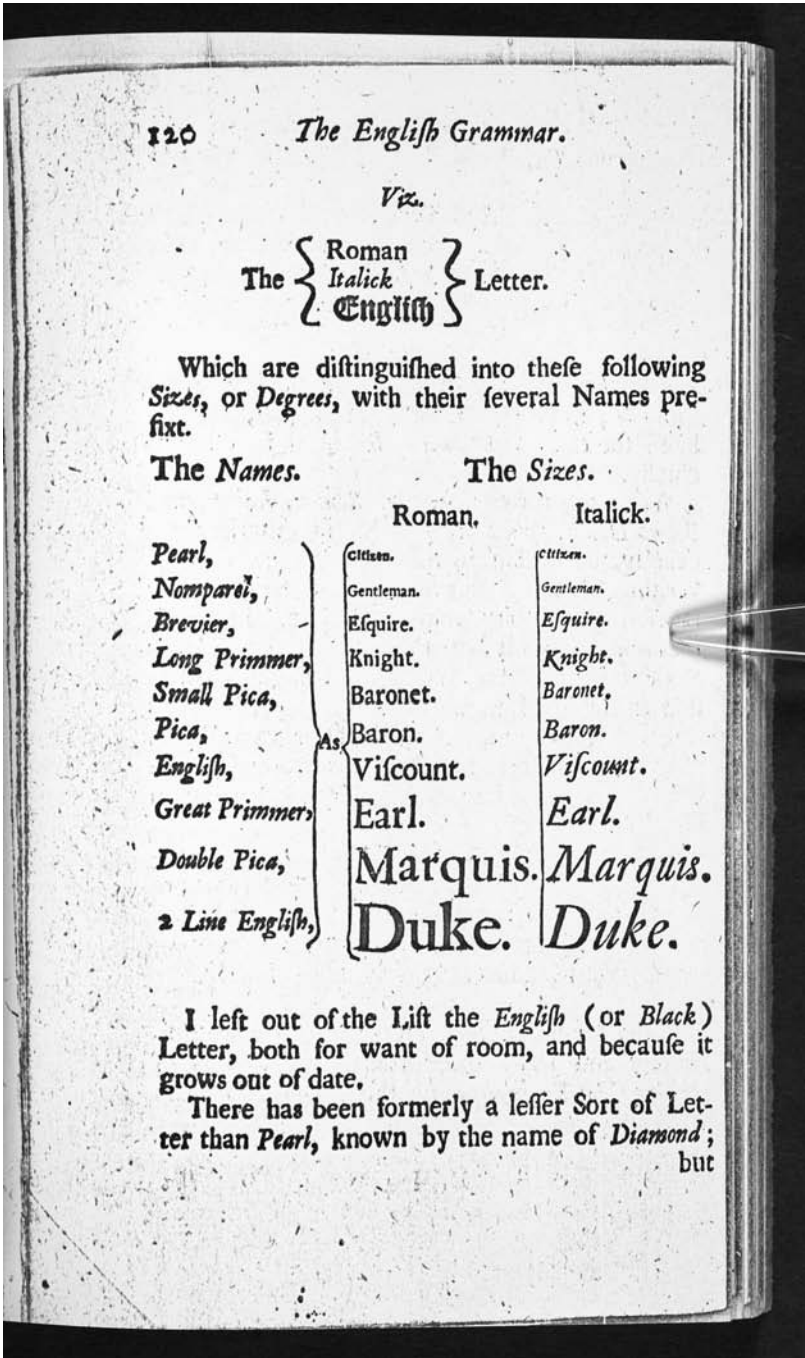 120 The Engliſh Grammar.
Viz.
Roman
The Italick Letter.
Engliſh
Which are diſtinguiſhed into theſe following
Sizes, or Degrees, with their ſeveral Names pre-
fixt.
The Names. The Sizes.
Roman. Italick.
Pearl, Citizen. Citizen.
Nomparel, Gentleman. Gentleman.
Brevier, Eſquire. Eſquire.
Long Primmer, Knight. Knight.
Small Pica, Baronet. Baronet.
Pica, As Baron. Baron.
Engliſh, Viſcount. Viſcount.
Great Primmer, Earl. Earl.
Double Pica, Marquis. Marquis.
2 Line Engliſh, Duke. Duke.
I left out of the Liſt the Engliſh (or Black)
Letter, both for want of room, and becauſe it
grows out of date.
There has been formerly a leſſer Sort of Let-
ter than Pearl, known by the name of Diamond;
but